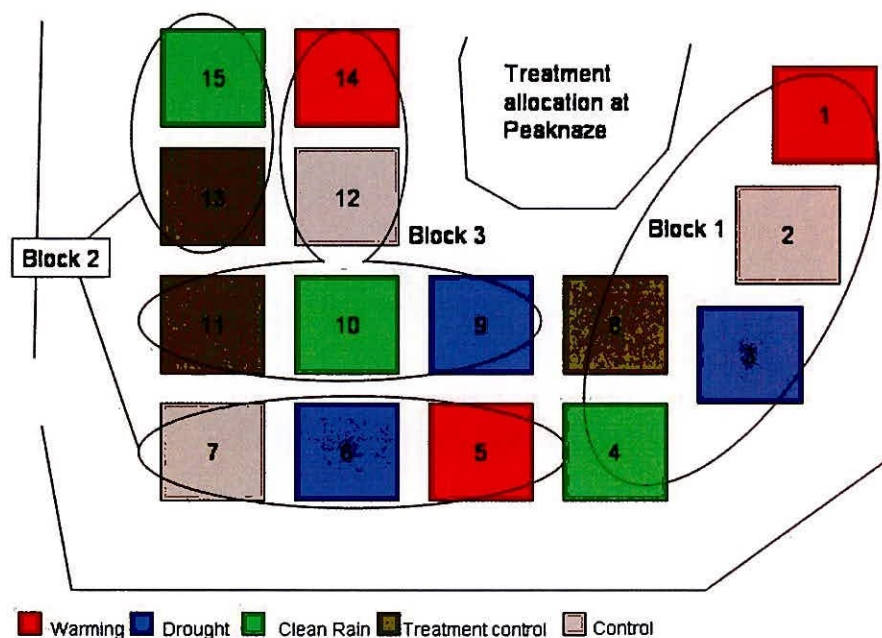 15
14
Treatment
allocation at
Peaknaze
1
13
12
Block 3
Block 1
2
Block 2
11
10
9
8
3
7
6
5
4
Warming Drought Clean Rain Treatment control Control